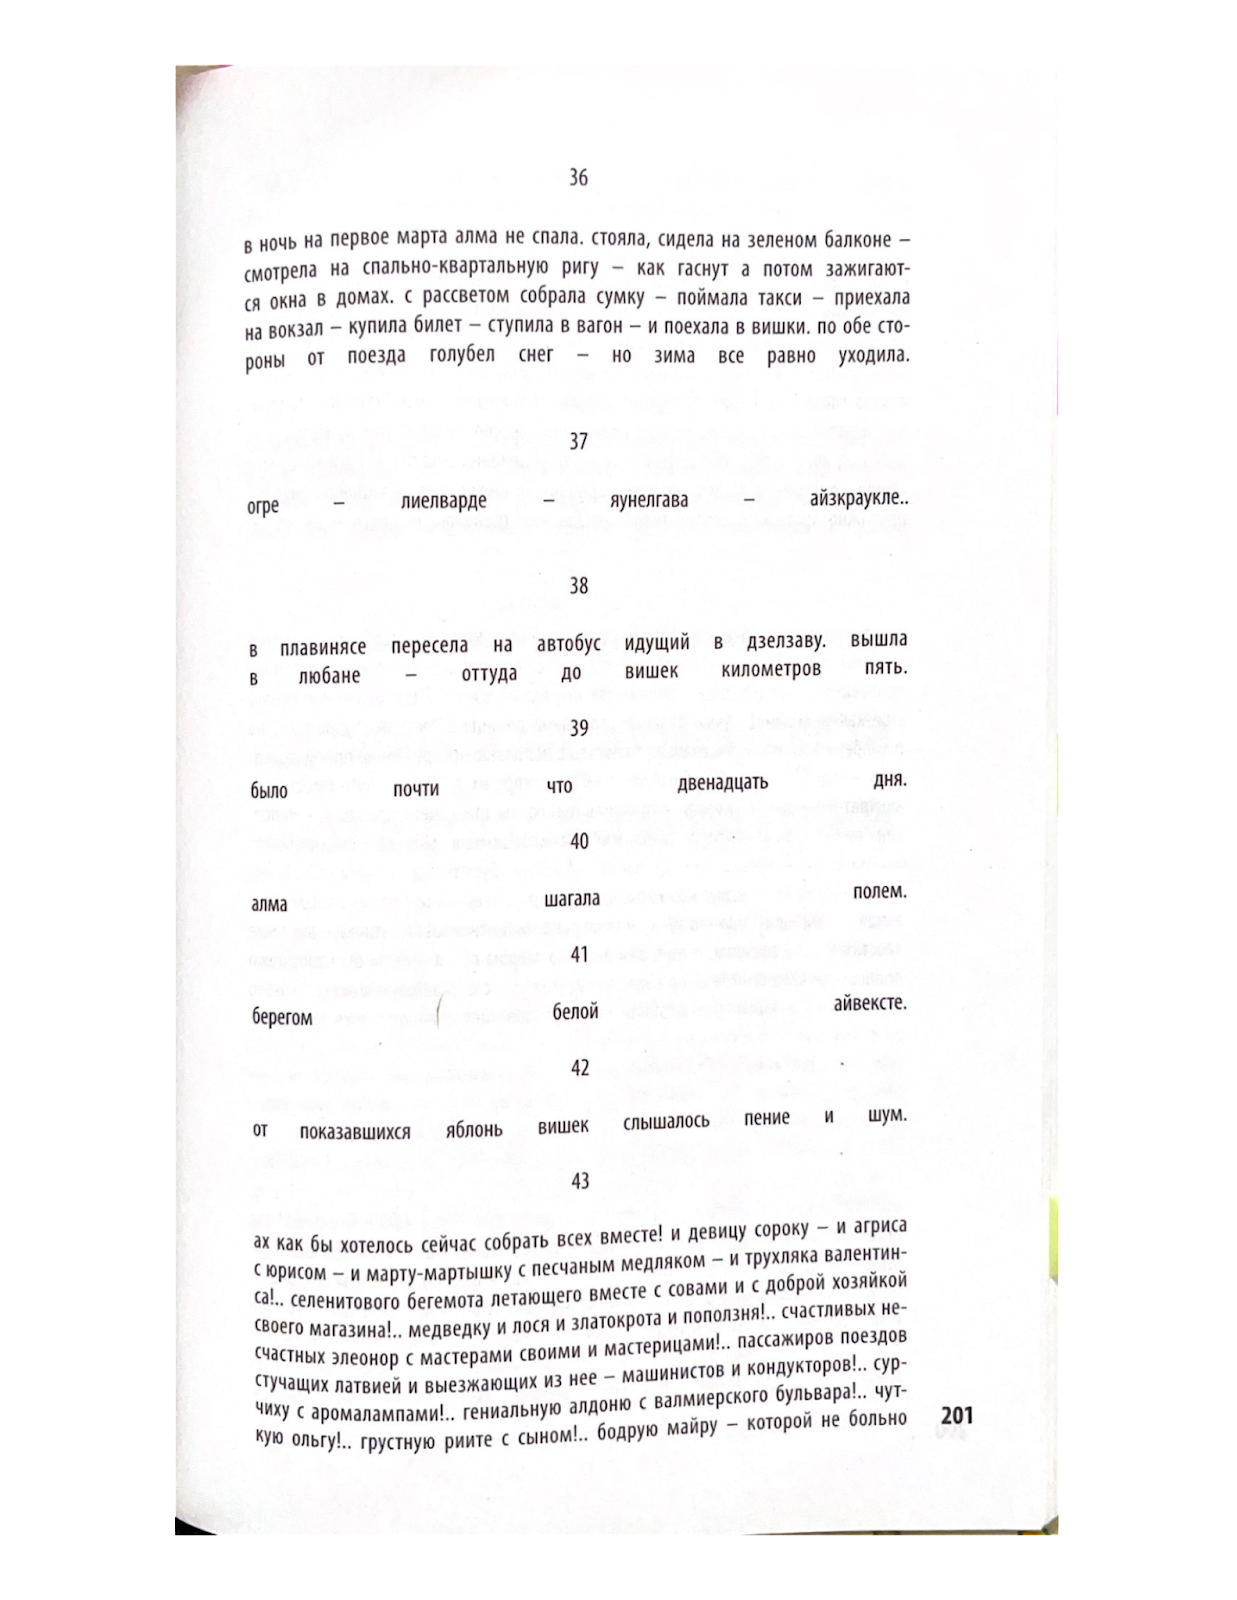 36
в ночь на первое марта алма не спала. стояла, сидела на зеленом балконе –
смотрела на спально-квартальную ригу – как гаснут а потом зажигают-
ся окна в домах. с рассветом собрала сумку – поймала такси – приехала
на вокзал – купила билет – ступила в вагон – и поехала в вишки. по обе сто-
роны от поезда голубел снег – но зима все равно уходила.
37
огре – лиелварде – яунелгава – айзкраукле..
38
в плавинясе пересела на автобус идущий в дзелзаву. вышла
в любане – оттуда до вишек километров пять.
39
было почти что двенадцать дня.
40
алма шагала полем.
41
берегом белой айвексте.
42
от показавшихся яблонь вишек слышалось пение и шум.
43
ах как бы хотелось сейчас собрать всех вместе! и девицу сороку – и агриса
с юрисом – и марту-мартышку с песчаным медляком – и трухляка валентин-
са!.. селенитового бегемота летающего вместе с совами и с доброй хозяйкой
своего магазина!.. медведку и лося и златокрота и поползня!.. счастливых не-
счастных элеонор с мастерами своими и мастерицами!.. пассажиров поездов
стучащих латвией и выезжающих из нее – машинистов и кондукторов!.. сур-
чиху с аромалампами!.. гениальную алдоню с валмиерского бульвара!.. чут-
кую ольгу!.. грустную риите с сыном!.. бодрую майру – которой не больно
201